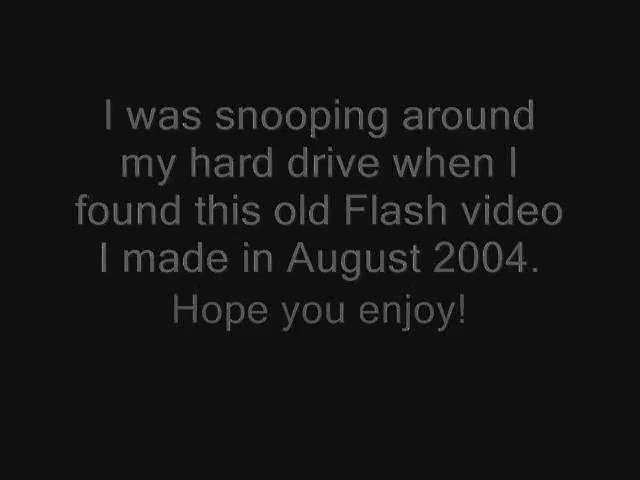 I was snooping around
my hard drive when I
found this old Flash video
I made in August 2004.
Hope you enjoy!